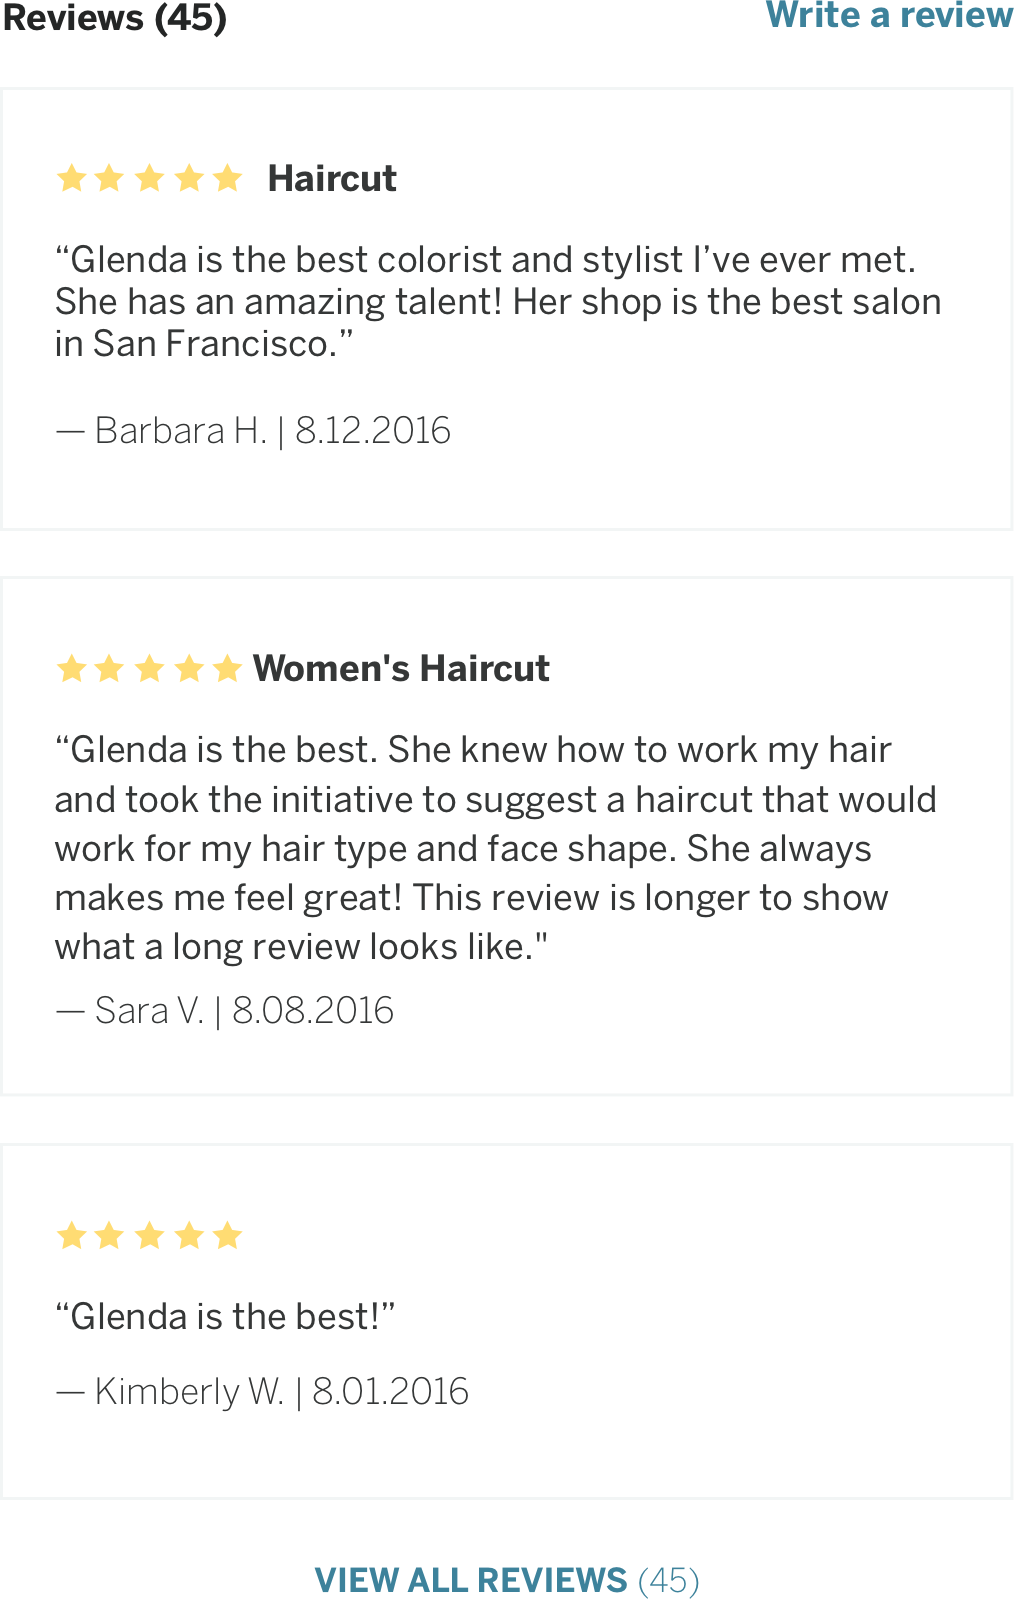 Reviews (45)
Write a review
Haircut
“Glenda is the best colorist and stylist I’ve ever met.
She has an amazing talent! Her shop is the best salon
in San Francisco.”
— Barbara H. | 8.12.2016
Women's Haircut
“Glenda is the best. She knew how to work my hair
and took the initiative to suggest a haircut that would
work for my hair type and face shape. She always
makes me feel great! This review is longer to show
what a long review looks like."
— Sara V. | 8.08.2016
“Glenda is the best!”
— Kimberly W. | 8.01.2016
VIEW ALL REVIEWS (45)